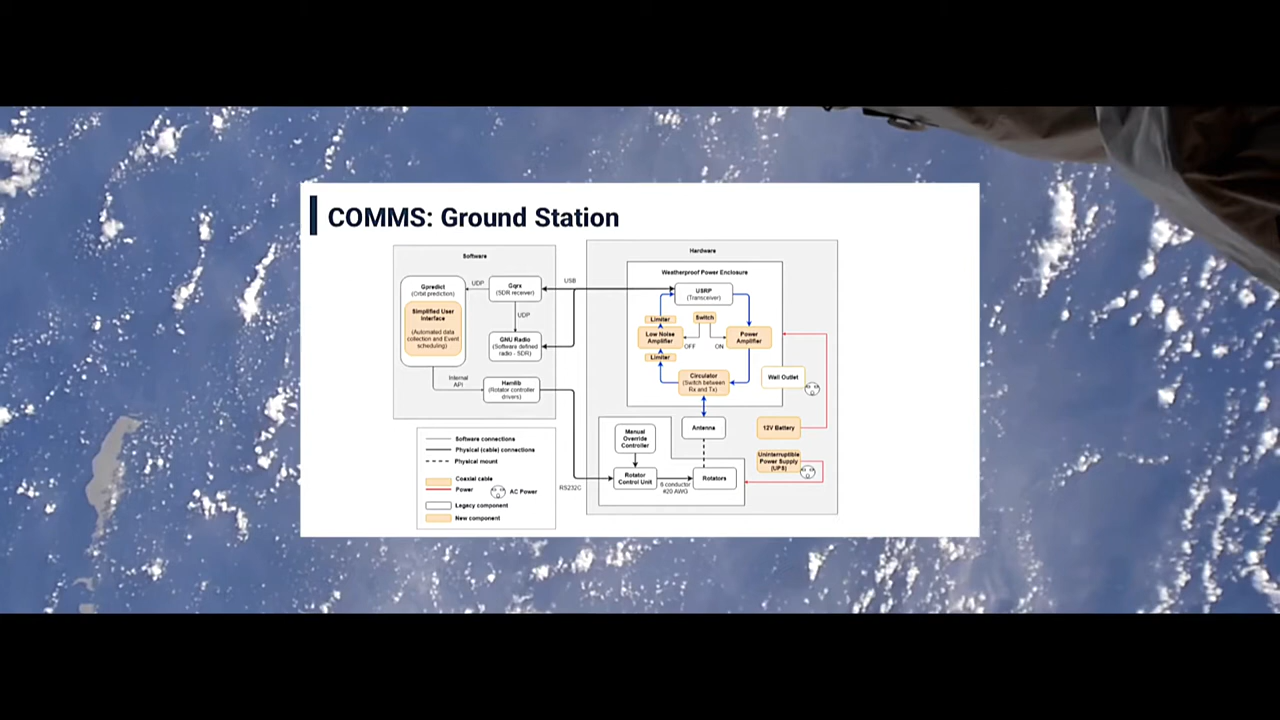 COMMS: Ground Station
Software
Gpredict
(Orbit prediction)
Simplified User
Interface
(Automated data
collection and Event
scheduling)
UDP
Gqrx
(SDR receiver)
UDP
GNU Radio
(Software defined
radio - SDR)
Internal
API
Hamlib
(Rotator controller
drivers)
USB
RS232C
Hardware
Weatherproof Power Enclosure
USRP
(Transceiver)
Limiter
Switch
Low Noise
Amplifier
OFF
ON
Power
Amplifier
Limiter
Circulator
(Switch between
Rx and Tx)
Wall Outlet
Antenna
12V Battery
Manual
Override
Controller
Uninterruptible
Power Supply
(UPS)
Rotator
Control Unit
6 conductor
#20 AWG
Rotators
Software connections
Physical (cable) connections
Physical mount
Coaxial cable
Power
AC Power
Legacy component
New component